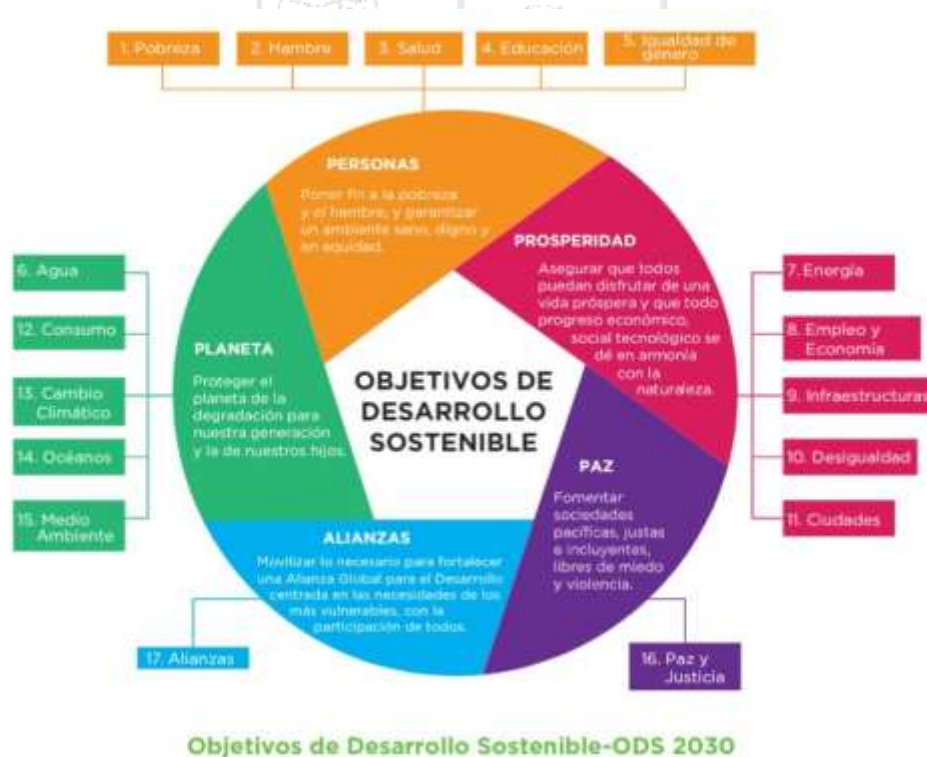 1. Pobreza
2. Hambre
3. Salud
4. Educación
5. Igualdad de
género
PERSONAS
Poner fin a la pobreza
y el hambre, y garantizar
un ambiente sano, digno y
en equidad.
PROSPERIDAD
Asegurar que todos
puedan disfrutar de una
vida próspera y que todo
progreso económico,
social tecnológico se
dé en armonía
con la
naturaleza.
6. Agua
12. Consumo
13. Cambio
Climático
14. Océanos
15. Medio
Ambiente
PLANETA
Proteger el
planeta de la
degradación para
nuestra generación
y la de nuestros hijos.
OBJETIVOS DE
DESARROLLO
SOSTENIBLE
7. Energía
8. Empleo y
Economía
9. Infraestructuras
10. Desigualdad
11. Ciudades
PAZ
Fomentar
sociedades
pacíficas, justas
e incluyentes,
libres de miedo
y violencia.
ALIANZAS
Movilizar lo necesario para fortalecer
una Alianza Global para el Desarrollo
centrada en las necesidades de los
más vulnerables, con la
participación de todos.
17. Alianzas
16. Paz y
Justicia
Objetivos de Desarrollo Sostenible-ODS 2030